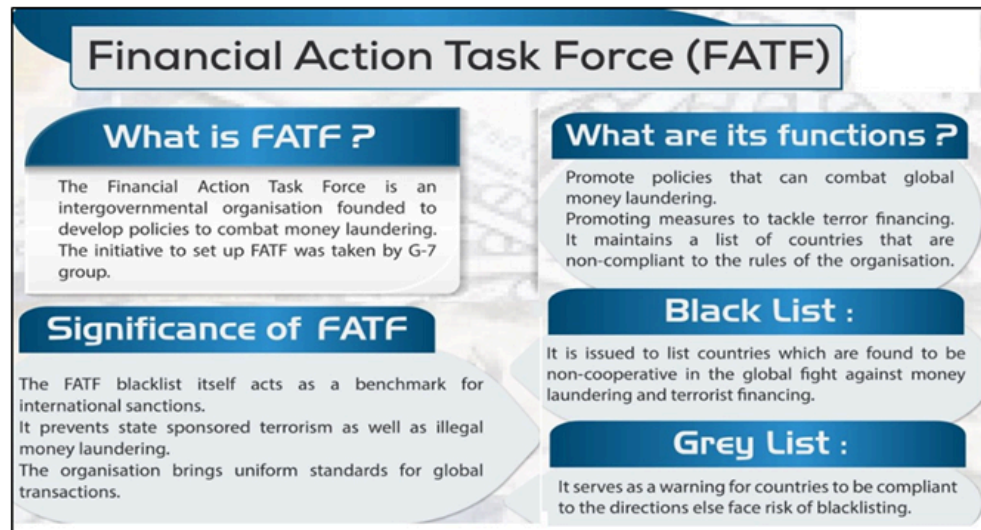 Financial Action Task Force (FATF)
What is FATF ?
The Financial Action Task Force is an
intergovernmental organisation founded to
develop policies to combat money laundering.
The initiative to set up FATF was taken by G-7
group.
Significance of FATF
The FATF blacklist itself acts as a benchmark for
international sanctions.
It prevents state sponsored terrorism as well as illegal
money laundering.
The organisation brings uniform standards for global
transactions.
What are its functions ?
Promote policies that can combat global
money laundering.
Promoting measures to tackle terror financing.
It maintains a list of countries that are
non-compliant to the rules of the organisation.
Black List :
It is issued to list countries which are found to be
non-cooperative in the global fight against money
laundering and terrorist financing.
Grey List :
It serves as a warning for countries to be compliant
to the directions else face risk of blacklisting.